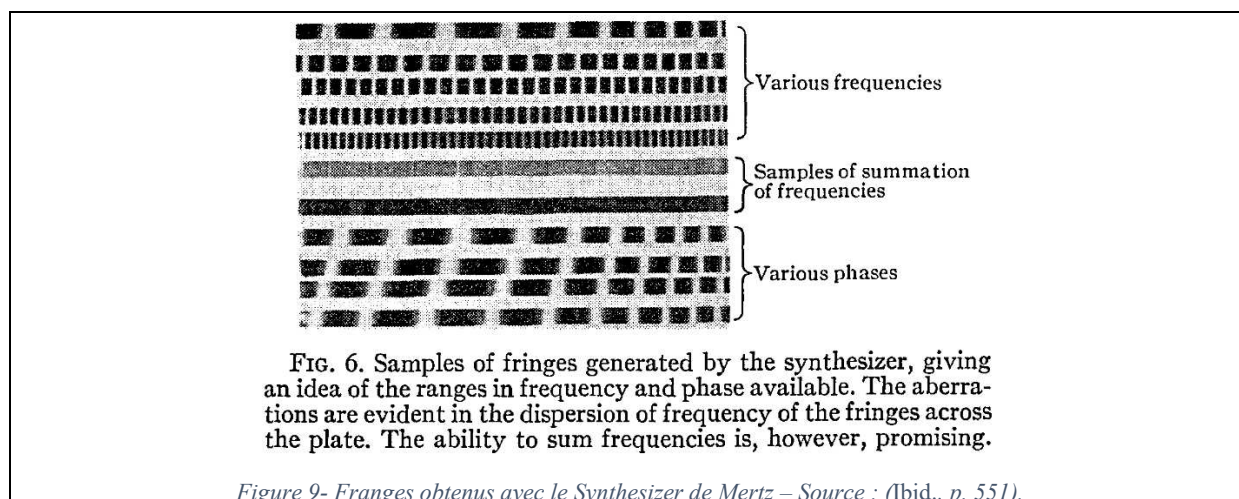 Various frequencies
Samples of summation
of frequencies
Various phases
FIG. 6. Samples of fringes generated by the synthesizer, giving
an idea of the ranges in frequency and phase available. The aberra-
tions are evident in the dispersion of frequency of the fringes across
the plate. The ability to sum frequencies is, however, promising.
Figure 9- Franges obtenus avec le Synthesizer de Mertz – Source : (Ibid., p. 551).